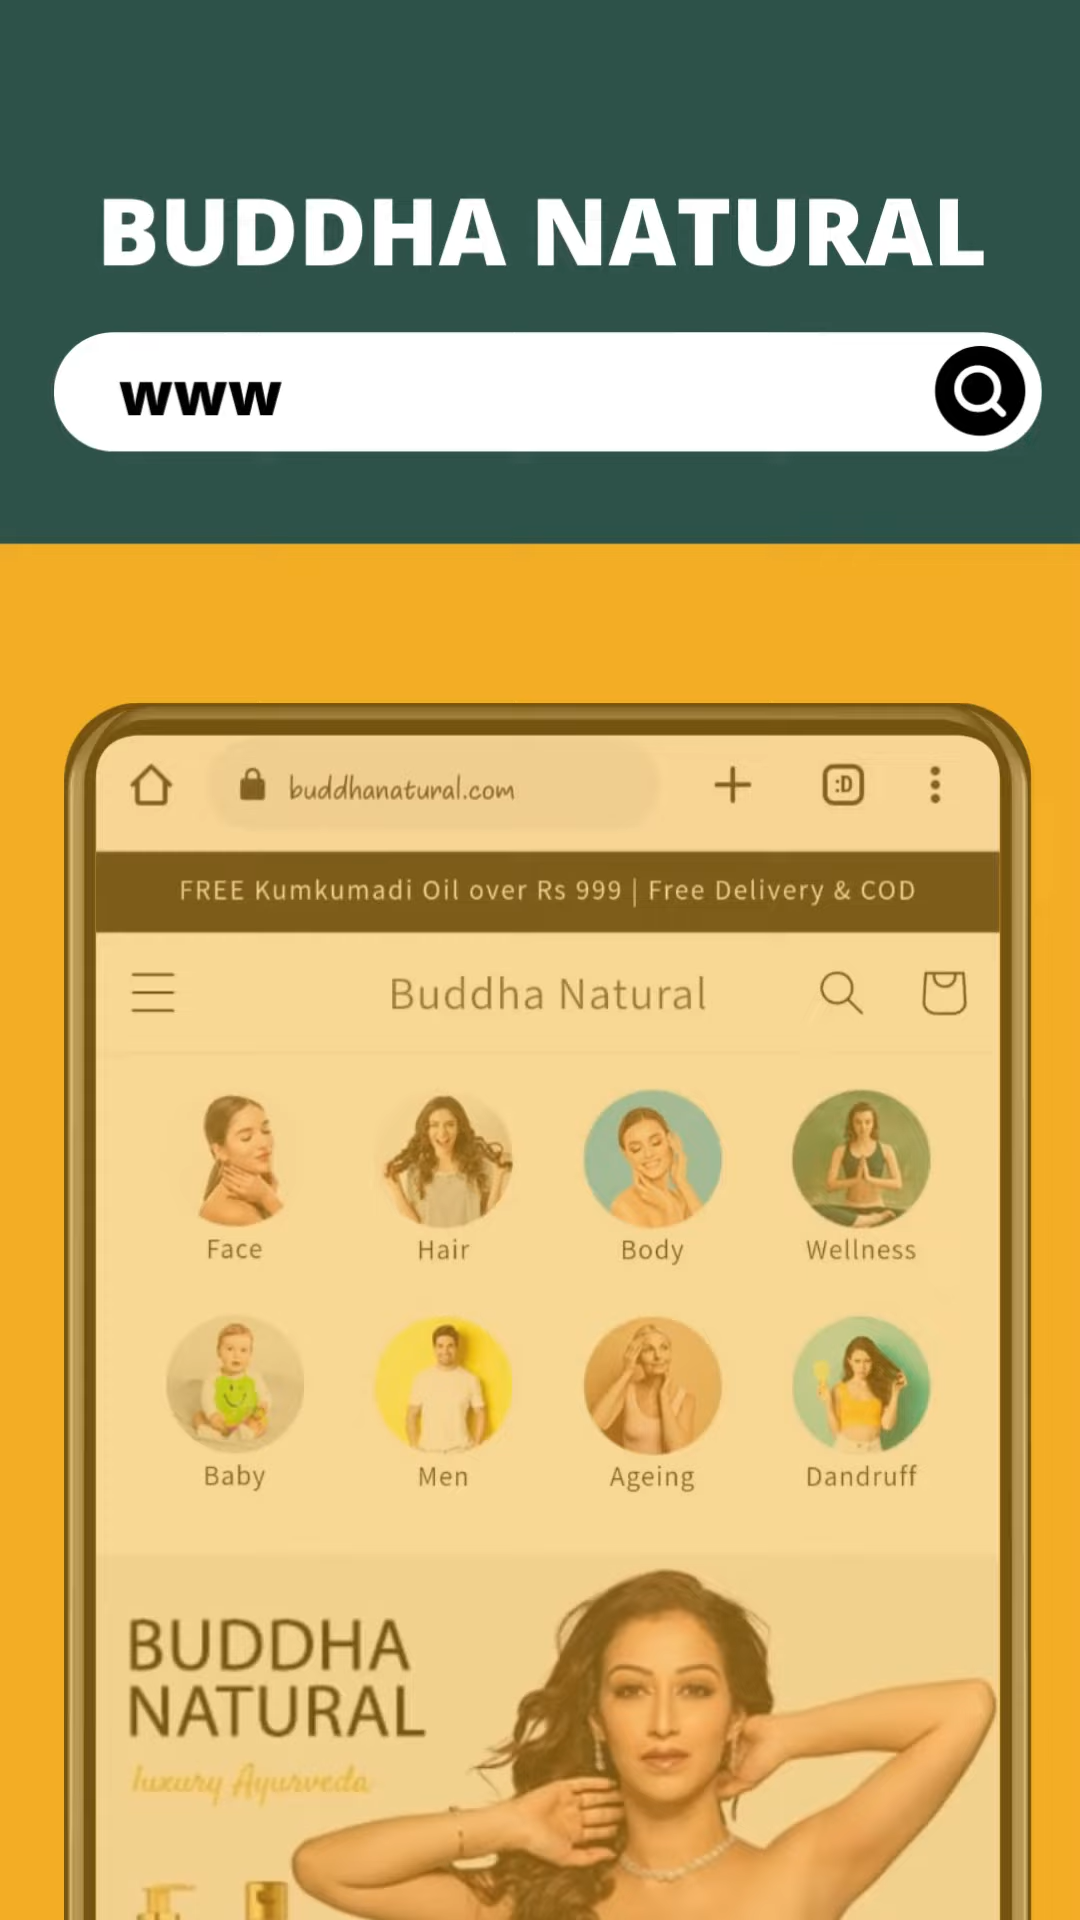 BUDDHA NATURAL
www
buddhanatural.com
:D
FREE Kumkumadi Oil over Rs 999 | Free Delivery & COD
Buddha Natural
Face Hair Body Wellness
Baby Men Ageing Dandruff
BUDDHA
NATURAL
luxury Ayurveda